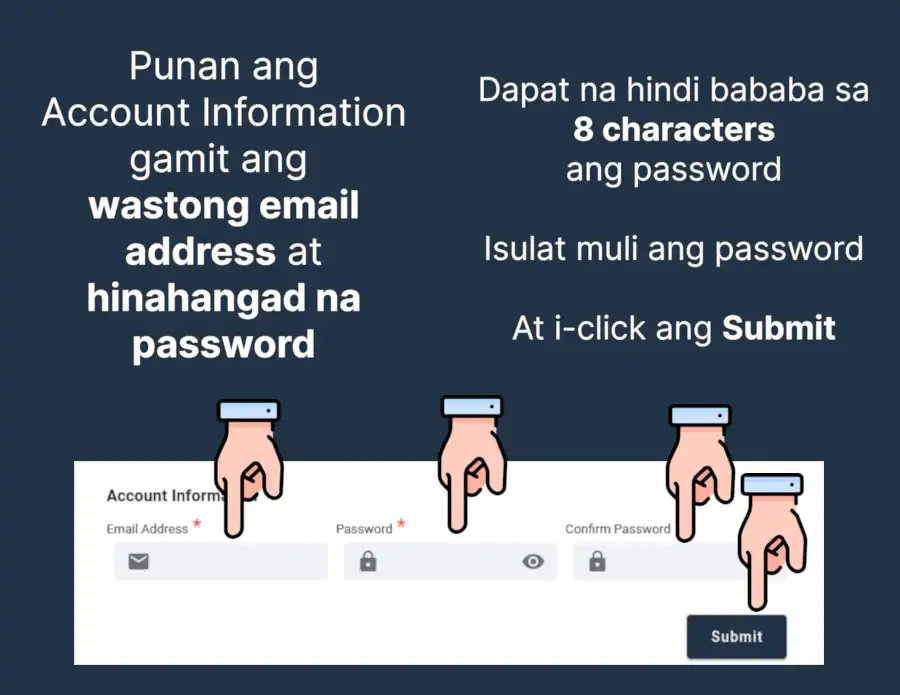 Punan ang
Account Information
gamit ang
wastong email
address at
hinahangad na
password
Dapat na hindi bababa sa
8 characters
ang password
Isulat muli ang password
At i-click ang Submit
Account Inform
Email Address *
Password *
Confirm Password
Submit